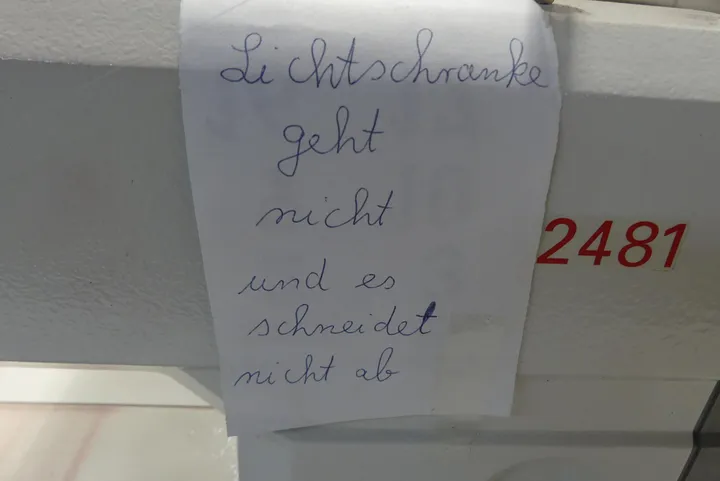 Lichtschranke
geht
nicht
2481
und es
schneidet
nicht ab